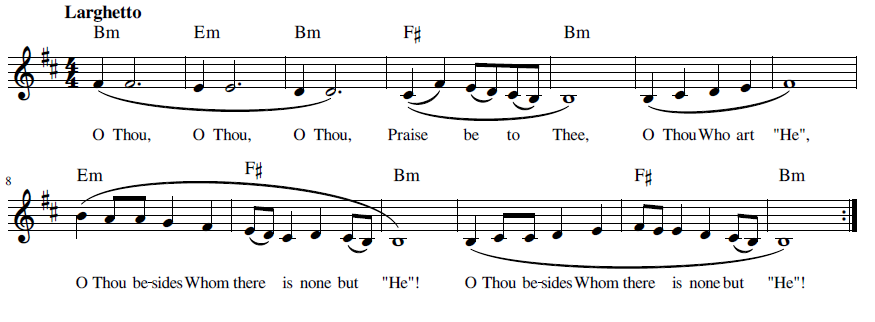 Larghetto
Bm Em Bm F♯ Bm
O Thou, O Thou, O Thou, Praise be to Thee, O Thou Who art "He",
8
Em F♯ Bm F♯ Bm
O Thou be-sides Whom there is none but "He"! O Thou be-sides Whom there is none but "He"!